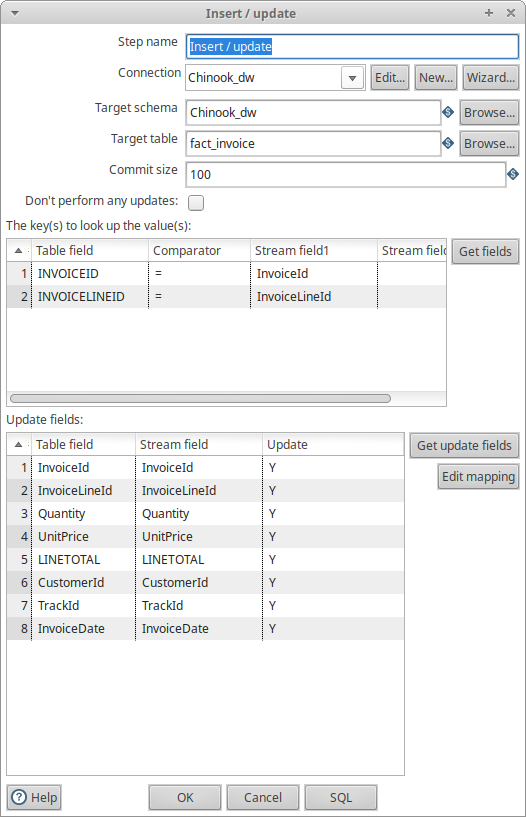 Insert / update
Step name Insert / update
Connection Chinook_dw Edit... New... Wizard...
Target schema Chinook_dw Browse...
Target table fact_invoice Browse...
Commit size 100
Don't perform any updates:
The key(s) to look up the value(s):
Table field Comparator Stream field1 Stream field Get fields
1 INVOICEID = InvoiceId
2 INVOICELINEID = InvoiceLineId
Update fields:
Table field Stream field Update Get update fields
1 InvoiceId InvoiceId Y
Edit mapping
2 InvoiceLineId InvoiceLineId Y
3 Quantity Quantity Y
4 UnitPrice UnitPrice Y
5 LINETOTAL LINETOTAL Y
6 CustomerId CustomerId Y
7 TrackId TrackId Y
8 InvoiceDate InvoiceDate Y
Help OK Cancel SQL